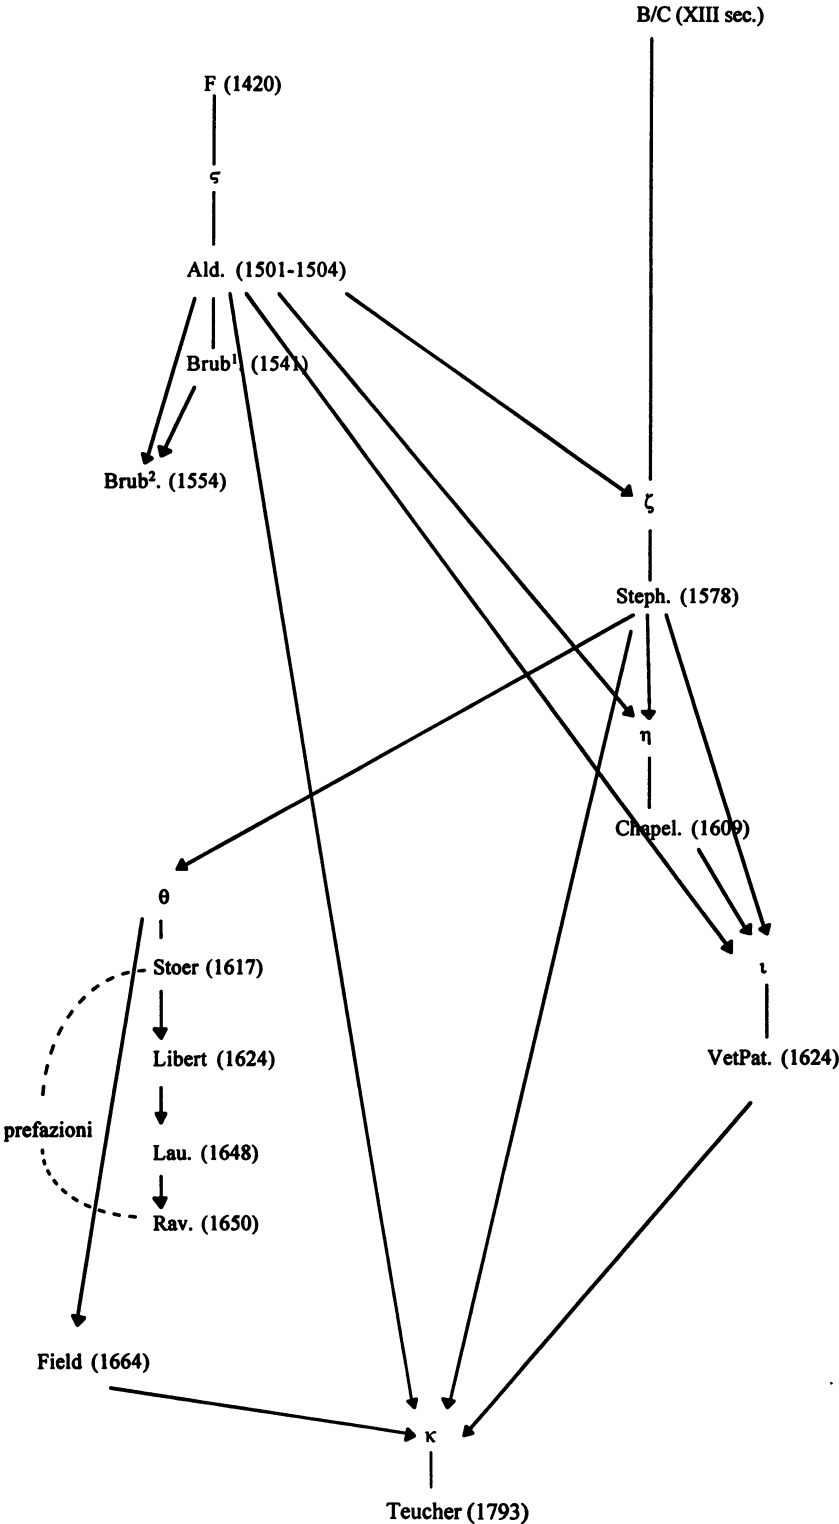 B/C (XIII sec.)
F (1420)
ϛ
Ald. (1501-1504)
Brub¹. (1541)
Brub². (1554)
ζ
Steph. (1578)
η
Chapel. (1609)
θ
Stoer (1617)
ι
Libert (1624)
VetPat. (1624)
prefazioni
Lau. (1648)
Rav. (1650)
Field (1664)
κ
Teucher (1793)